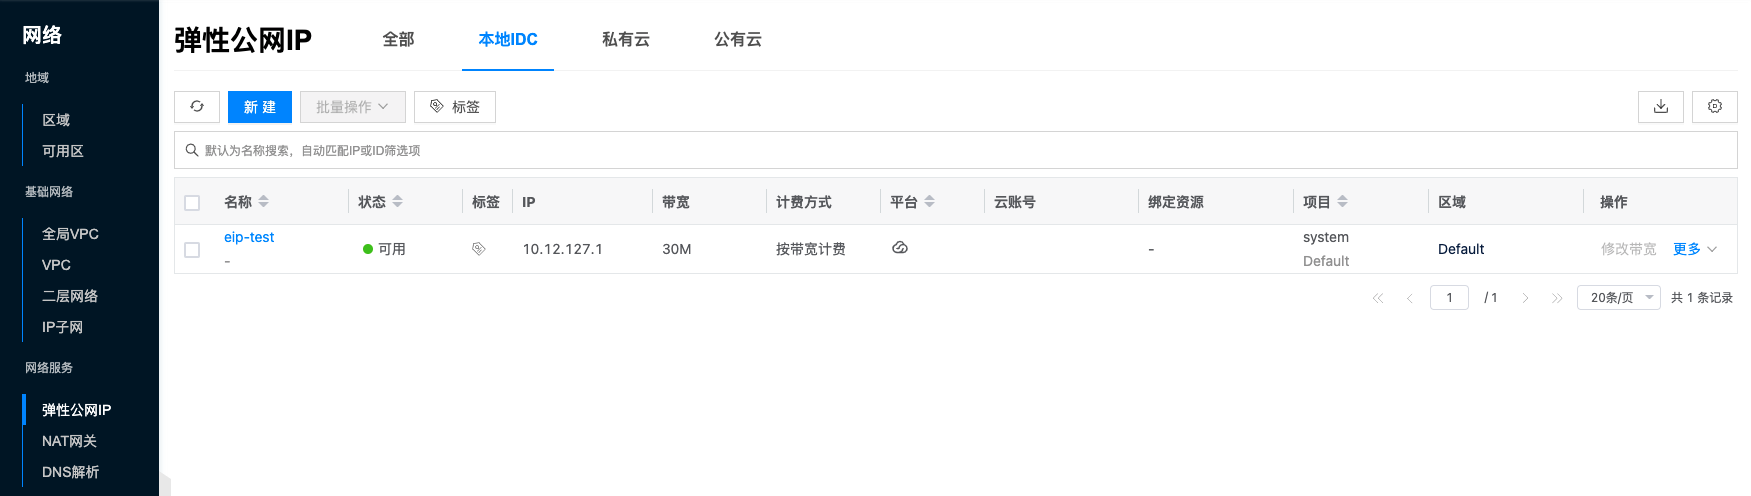 网络
地域
区域
可用区
基础网络
全局VPC
VPC
二层网络
IP子网
网络服务
弹性公网IP
NAT网关
DNS解析
弹性公网IP 全部 本地IDC 私有云 公有云
新 建 批量操作 标签
默认为名称搜索，自动匹配IP或ID筛选项
名称 状态 标签 IP 带宽 计费方式 平台 云账号 绑定资源 项目 区域 操作
eip-test 可用 10.12.127.1 30M 按带宽计费 - system Default 修改带宽 更多
- Default
1 / 1 20条/页 共 1 条记录